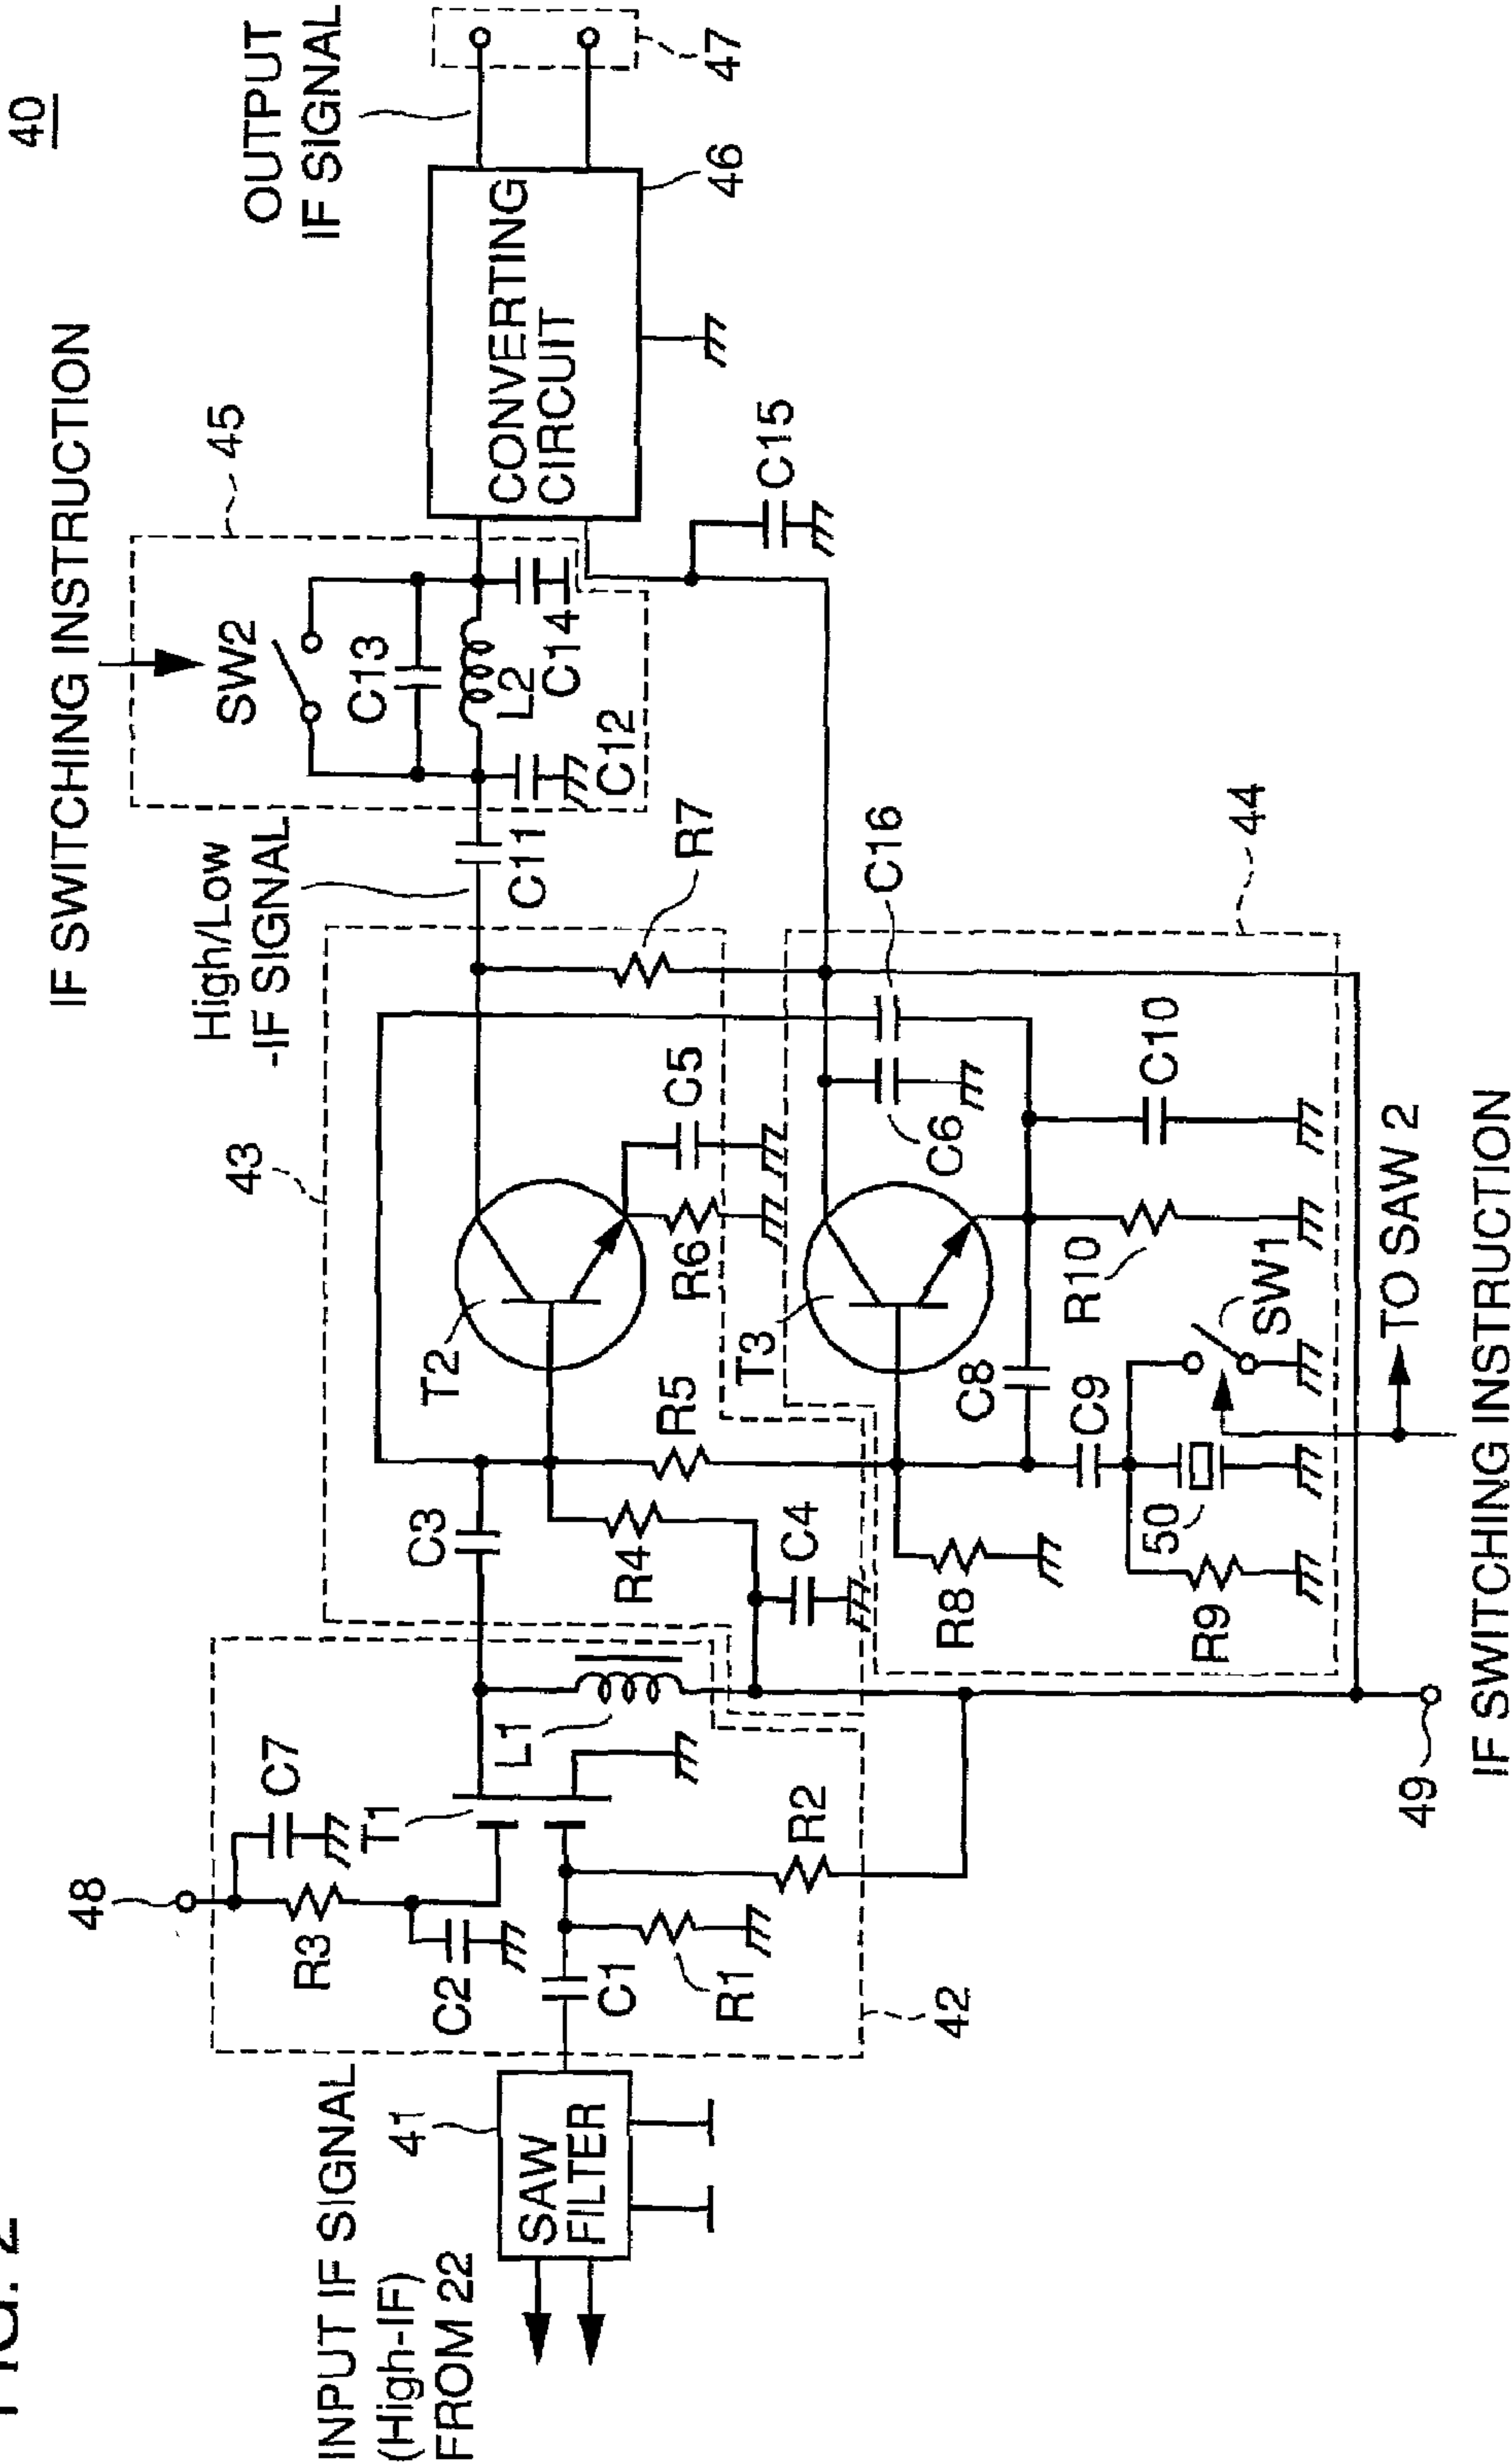 FIG. 2
40
IF SWITCHING INSTRUCTION
OUTPUT
IF SIGNAL
45
SW2
C13
L2
C14
C12
High/Low
-IF SIGNAL
C11
CONVERTING
CIRCUIT
46
47
C15
48
C7
R3
T1
C2
C1
R1
R2
L1
42
INPUT IF SIGNAL
(High-IF)
FROM 22
41
SAW
FILTER
43
C3
T2
R4
R5
R6
C5
C4
R7
C16
44
T3
C6
C8
C9
C10
R8
R9
50
R10
SW1
TO SAW 2
49
IF SWITCHING INSTRUCTION